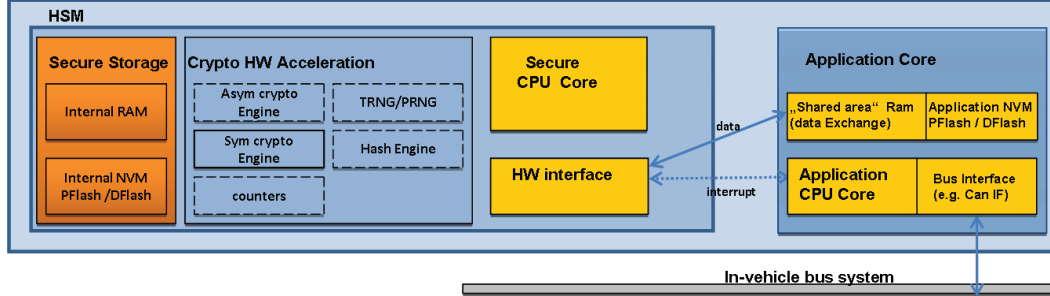 HSM
Secure Storage
Internal RAM
Internal NVM
PFlash /DFlash
Crypto HW Acceleration
Asym crypto
Engine
TRNG/PRNG
Sym crypto
Engine
Hash Engine
counters
Secure
CPU Core
HW interface
data
interrupt
Application Core
„Shared area“ Ram
(data Exchange)
Application NVM
PFlash / DFlash
Application
CPU Core
Bus Interface
(e.g. Can IF)
In-vehicle bus system